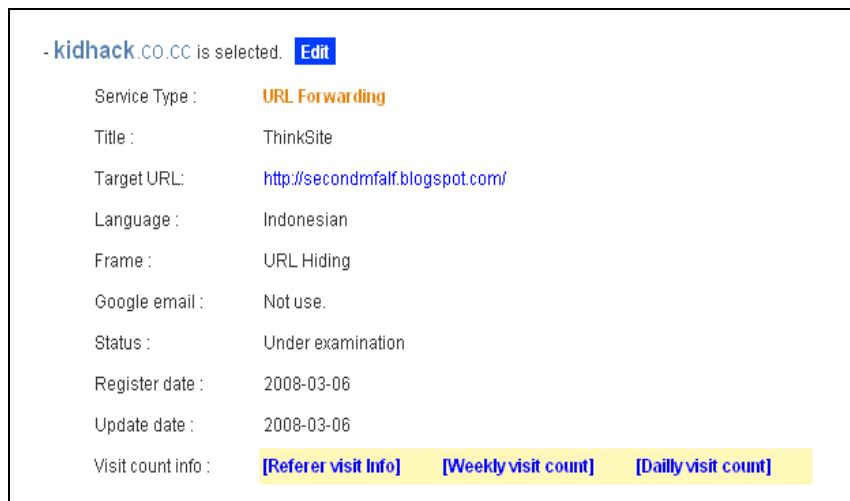 - kidhack.co.cc is selected. Edit
Service Type : URL Forwarding
Title : ThinkSite
Target URL: http://secondmfalf.blogspot.com/
Language : Indonesian
Frame : URL Hiding
Google email : Not use.
Status : Under examination
Register date : 2008-03-06
Update date : 2008-03-06
Visit count info : [Referer visit Info] [Weekly visit count] [Dailly visit count]